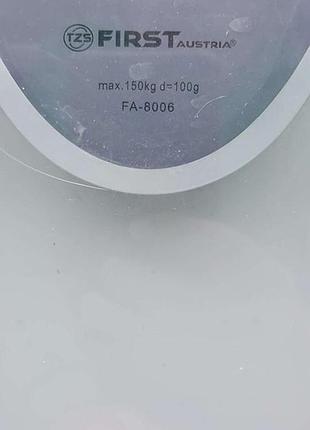 TZS FIRST AUSTRIA®
max.150kg d=100g
FA-8006